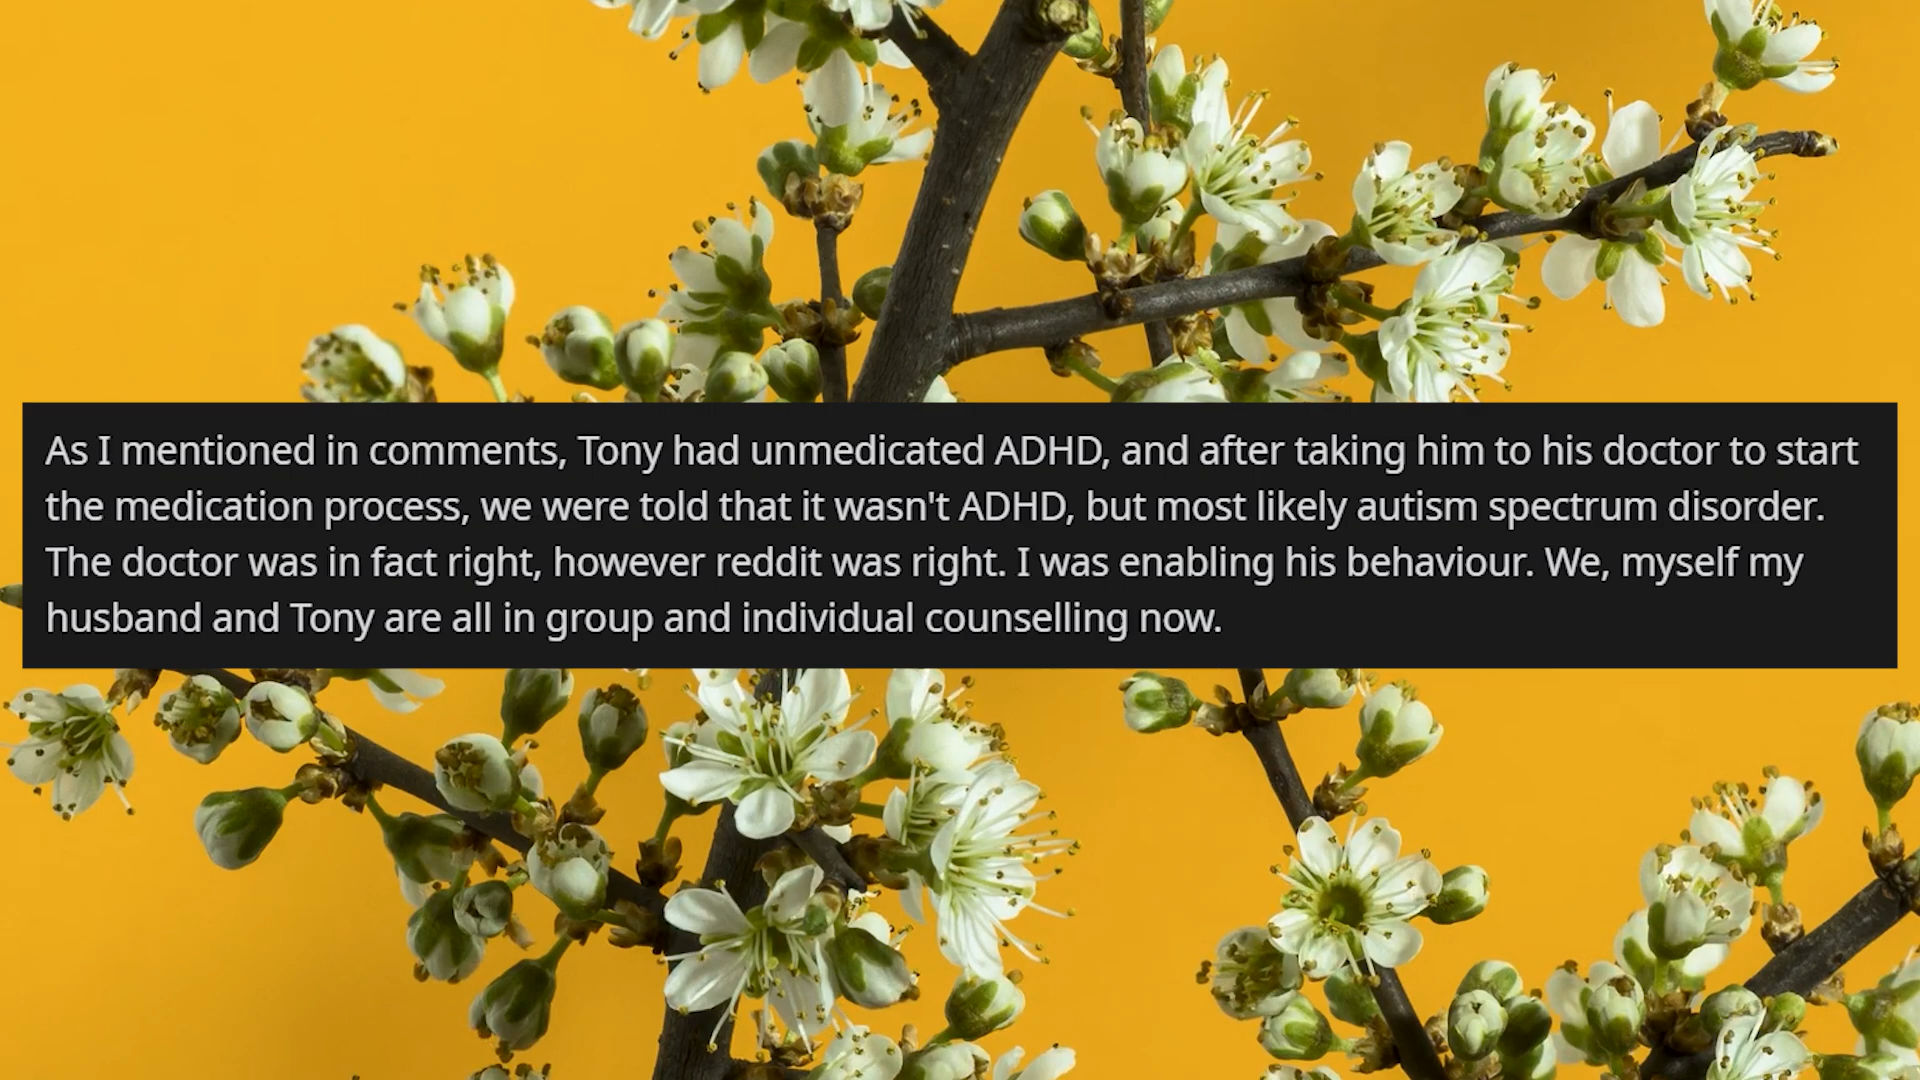 As I mentioned in comments, Tony had unmedicated ADHD, and after taking him to his doctor to start
the medication process, we were told that it wasn't ADHD, but most likely autism spectrum disorder.
The doctor was in fact right, however reddit was right. I was enabling his behaviour. We, myself my
husband and Tony are all in group and individual counselling now.